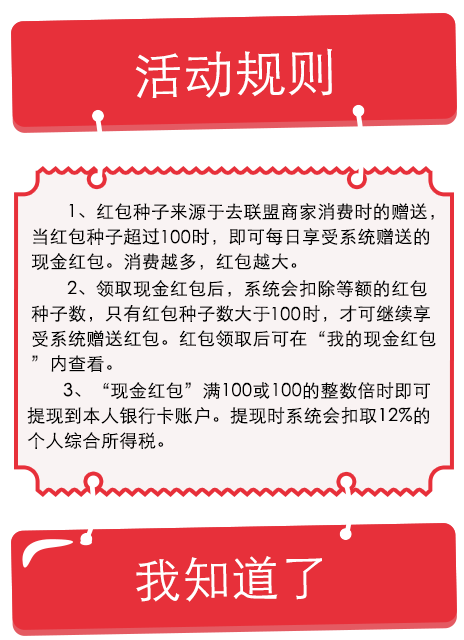 活动规则
1、红包种子来源于去联盟商家消费时的赠送，
当红包种子超过100时，即可每日享受系统赠送的
现金红包。消费越多，红包越大。
2、领取现金红包后，系统会扣除等额的红包
种子数，只有红包种子数大于100时，才可继续享
受系统赠送红包。红包领取后可在“我的现金红包
”内查看。
3、“现金红包”满100或100的整数倍时即可
提现到本人银行卡账户。提现时系统会扣取12%的
个人综合所得税。
我知道了